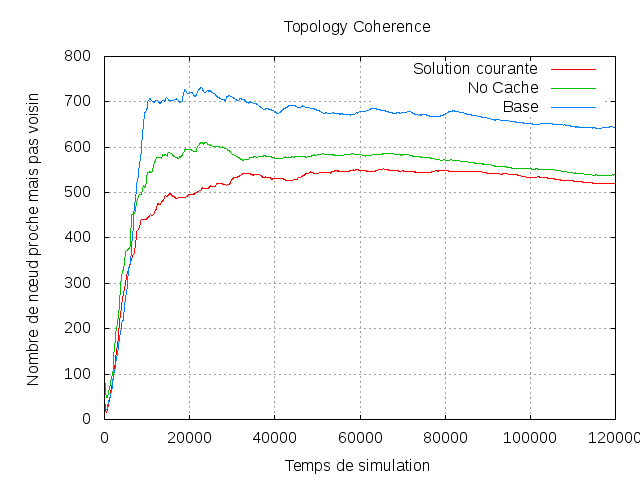 Topology Coherence
Solution courante
No Cache
Base
800
700
600
500
400
300
200
100
0
Nombre de nœud proche mais pas voisin
0 20000 40000 60000 80000 100000 120000
Temps de simulation